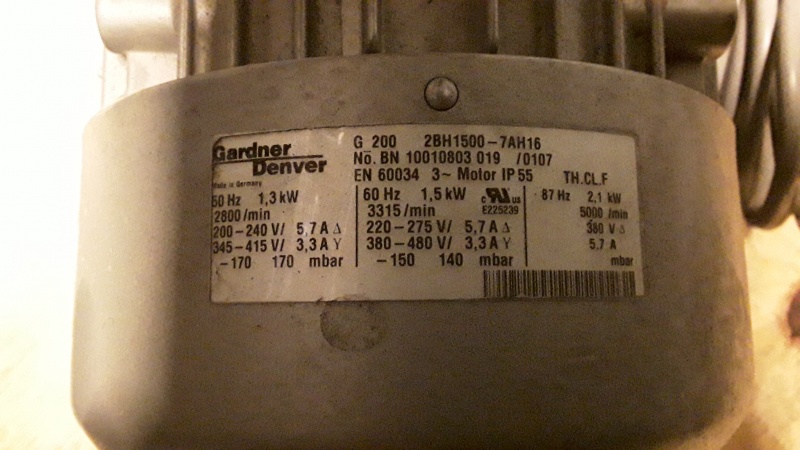 Gardner
Denver
Made in Germany
G_200 2BH1500-7AH16
No. BN 10010803 019 /0107
EN 60034 3~ Motor IP 55 TH.CL.F
50 Hz 1,3 kW
2800/min
200-240 V/ 5,7 A Δ
345-415 V/ 3,3 A Y
-170 170 mbar
60 Hz 1,5 kW
3315/min
220-275 V/ 5,7 A Δ
380-480 V/ 3,3 A Y
-150 140 mbar
c RU us
E225239
87 Hz 2,1 kW
5000 /min
380 V Δ
5,7 A
mbar